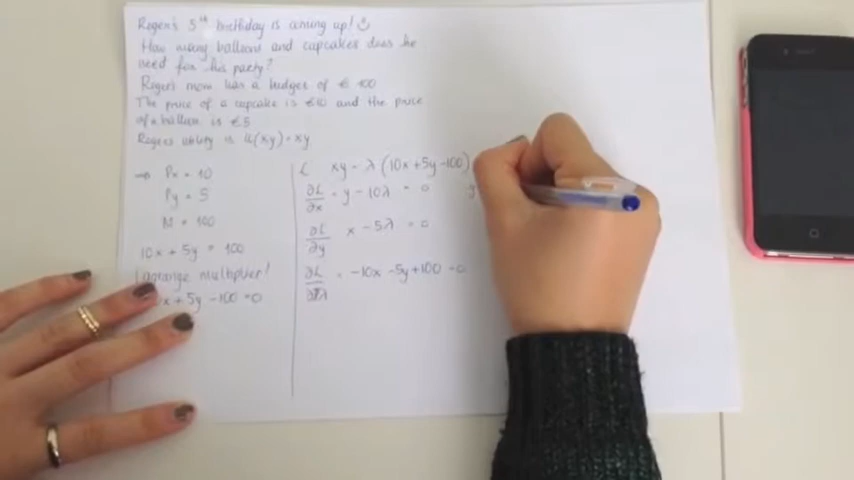 Roger's 5th birthday is coming up! ☺
How many balloons and cupcakes does he
need for his party?
Roger's mom has a budget of € 100
The price of a cupcake is €10 and the price
of a balloon is €5
Rogers utility is U(xy) = xy
→ Px = 10
Py = 5
M = 100
10x + 5y = 100
Lagrange multiplier!
x + 5y - 100 = 0
L xy - λ (10x + 5y - 100)
∂L/∂x = y - 10λ = 0
∂L/∂y x - 5λ = 0
∂L/∂λ = -10x - 5y + 100 = 0
y